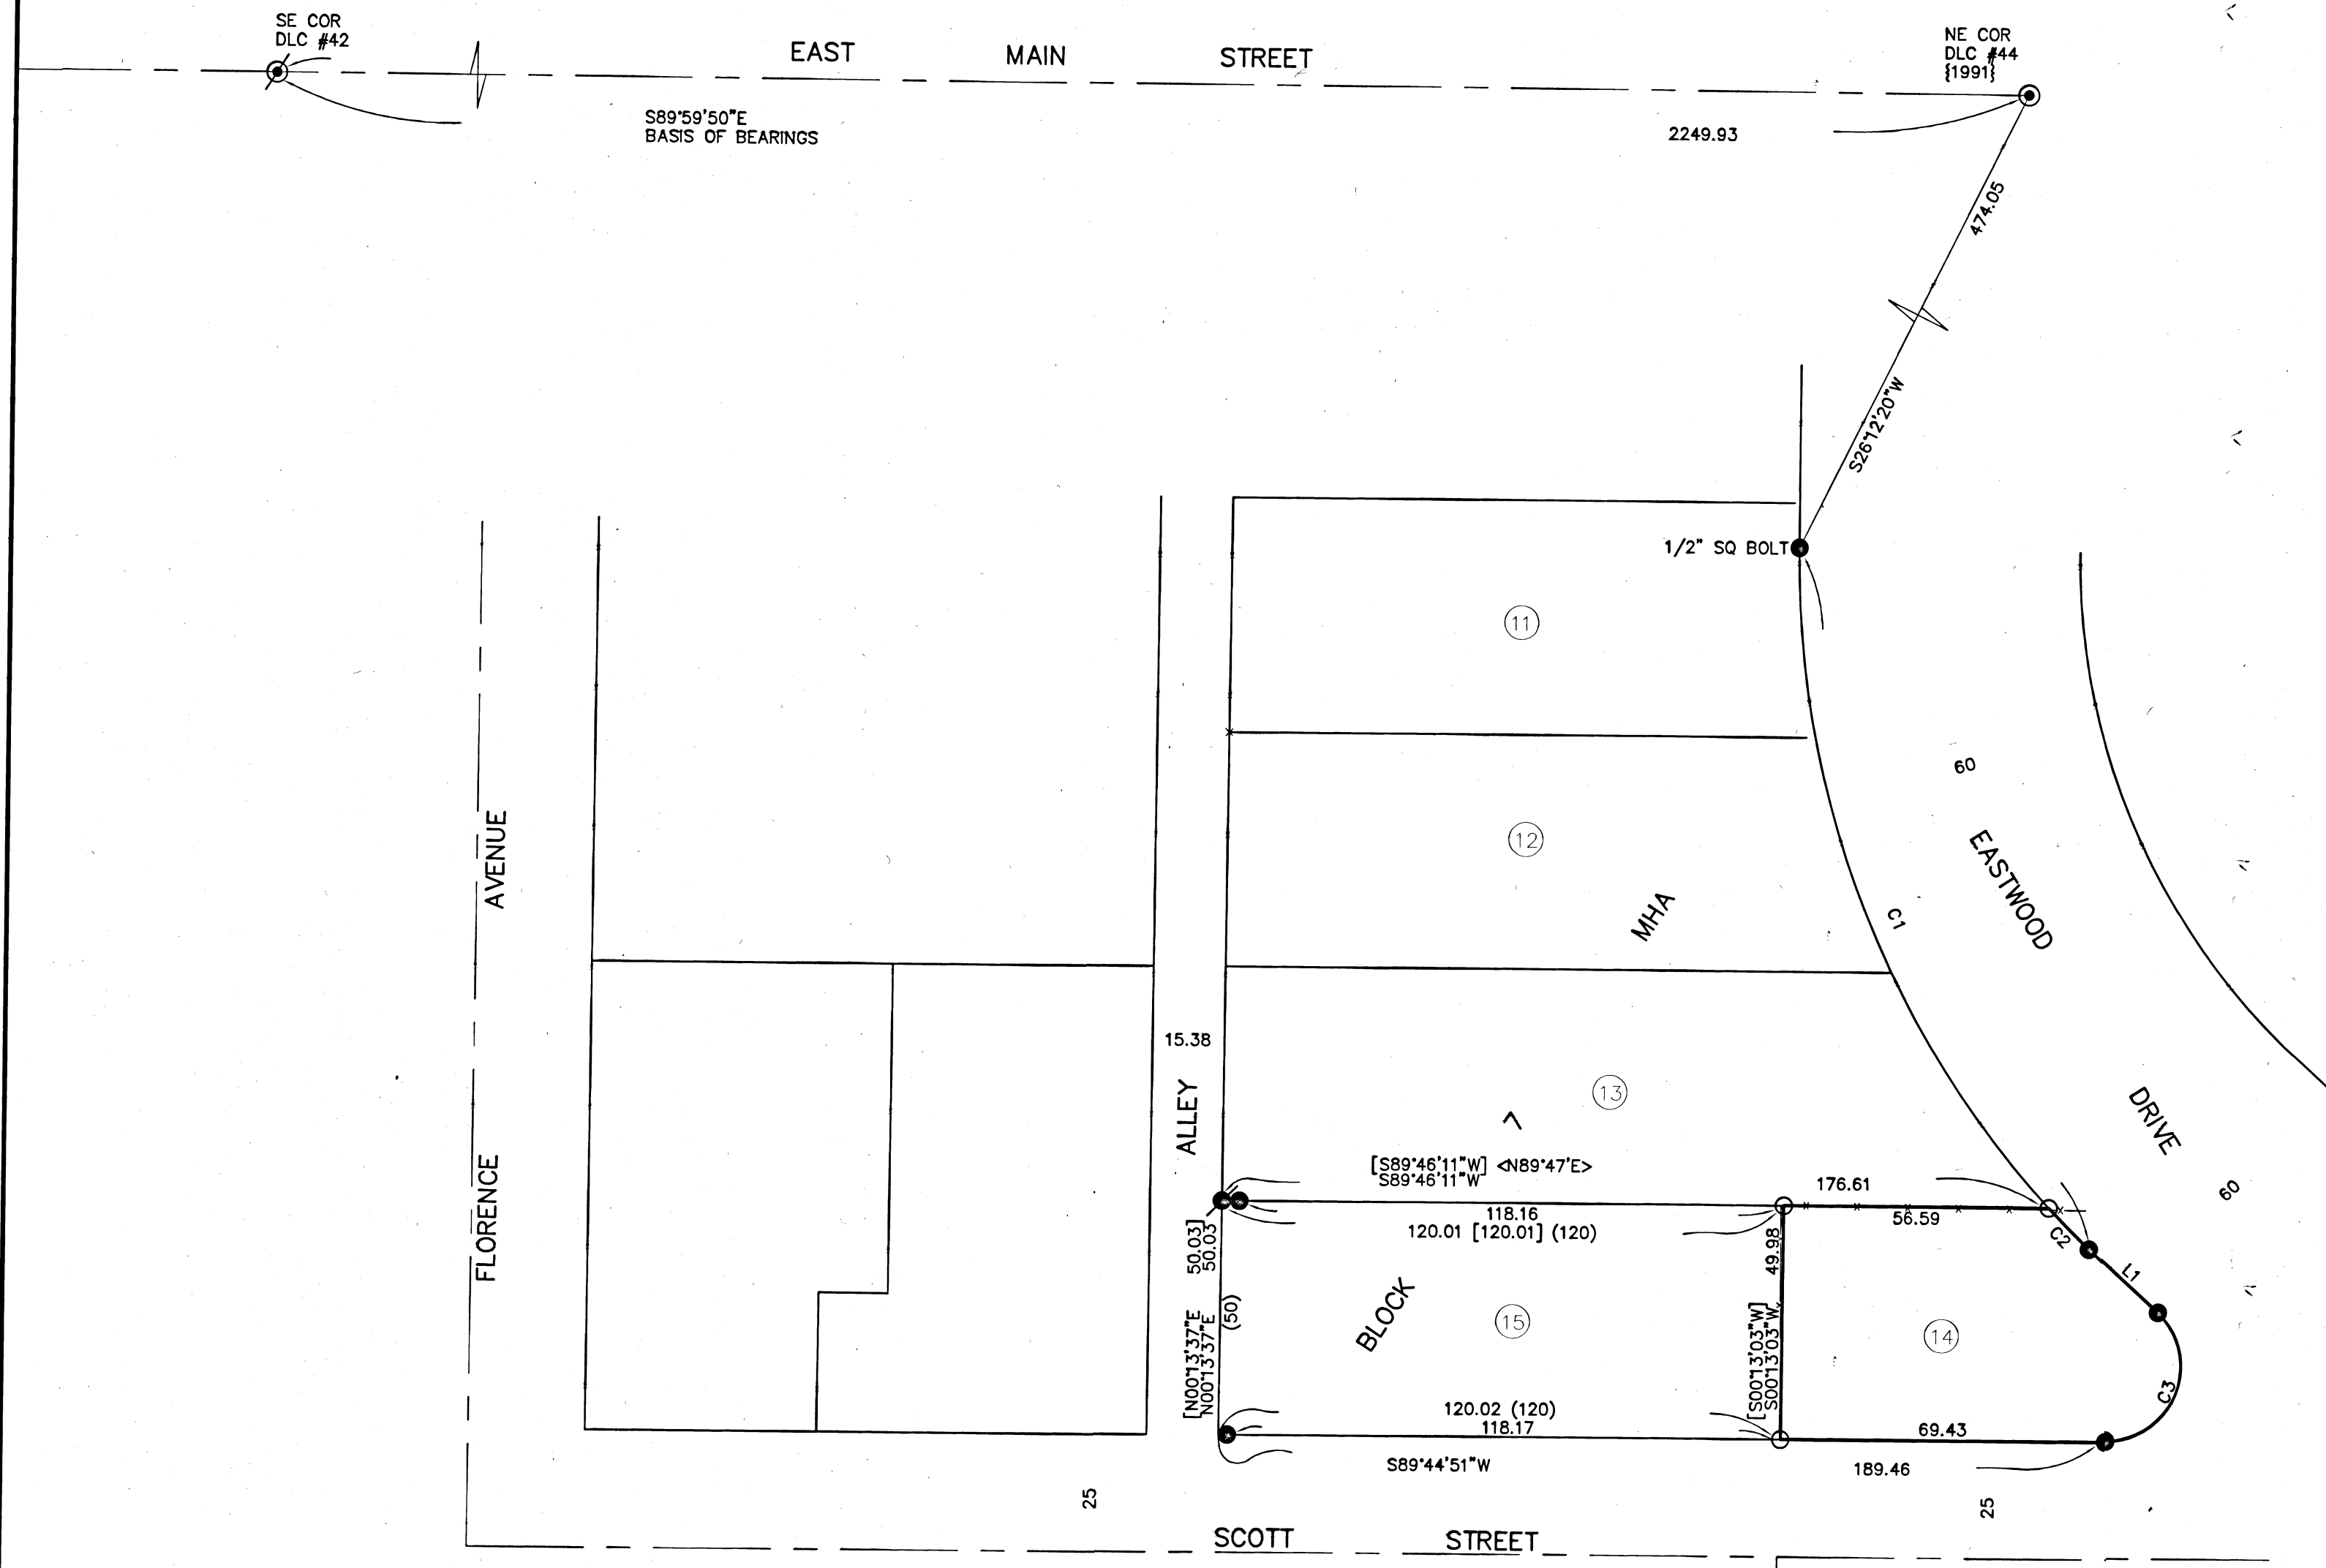 SE COR
DLC #42
EAST MAIN STREET
NE COR
DLC #44
{1991}
S89°59'50"E
BASIS OF BEARINGS
2249.93
474.05
S26°12'20"W
1/2" SQ BOLT
11
12
60
EASTWOOD
DRIVE
60
MHA
C1
AVENUE
FLORENCE
15.38
ALLEY
13
7
[S89°46'11"W] <N89°47'E>
S89°46'11"W
176.61
118.16
56.59
120.01 [120.01] (120)
C2
L1
C3
50.03]
50.03
(50)
[N00°13'37"E
N00°13'37"E
49.98
[S00°13'03"W]
S00°13'03"W
BLOCK
15
14
120.02 (120)
118.17
69.43
S89°44'51"W
189.46
25
25
SCOTT STREET